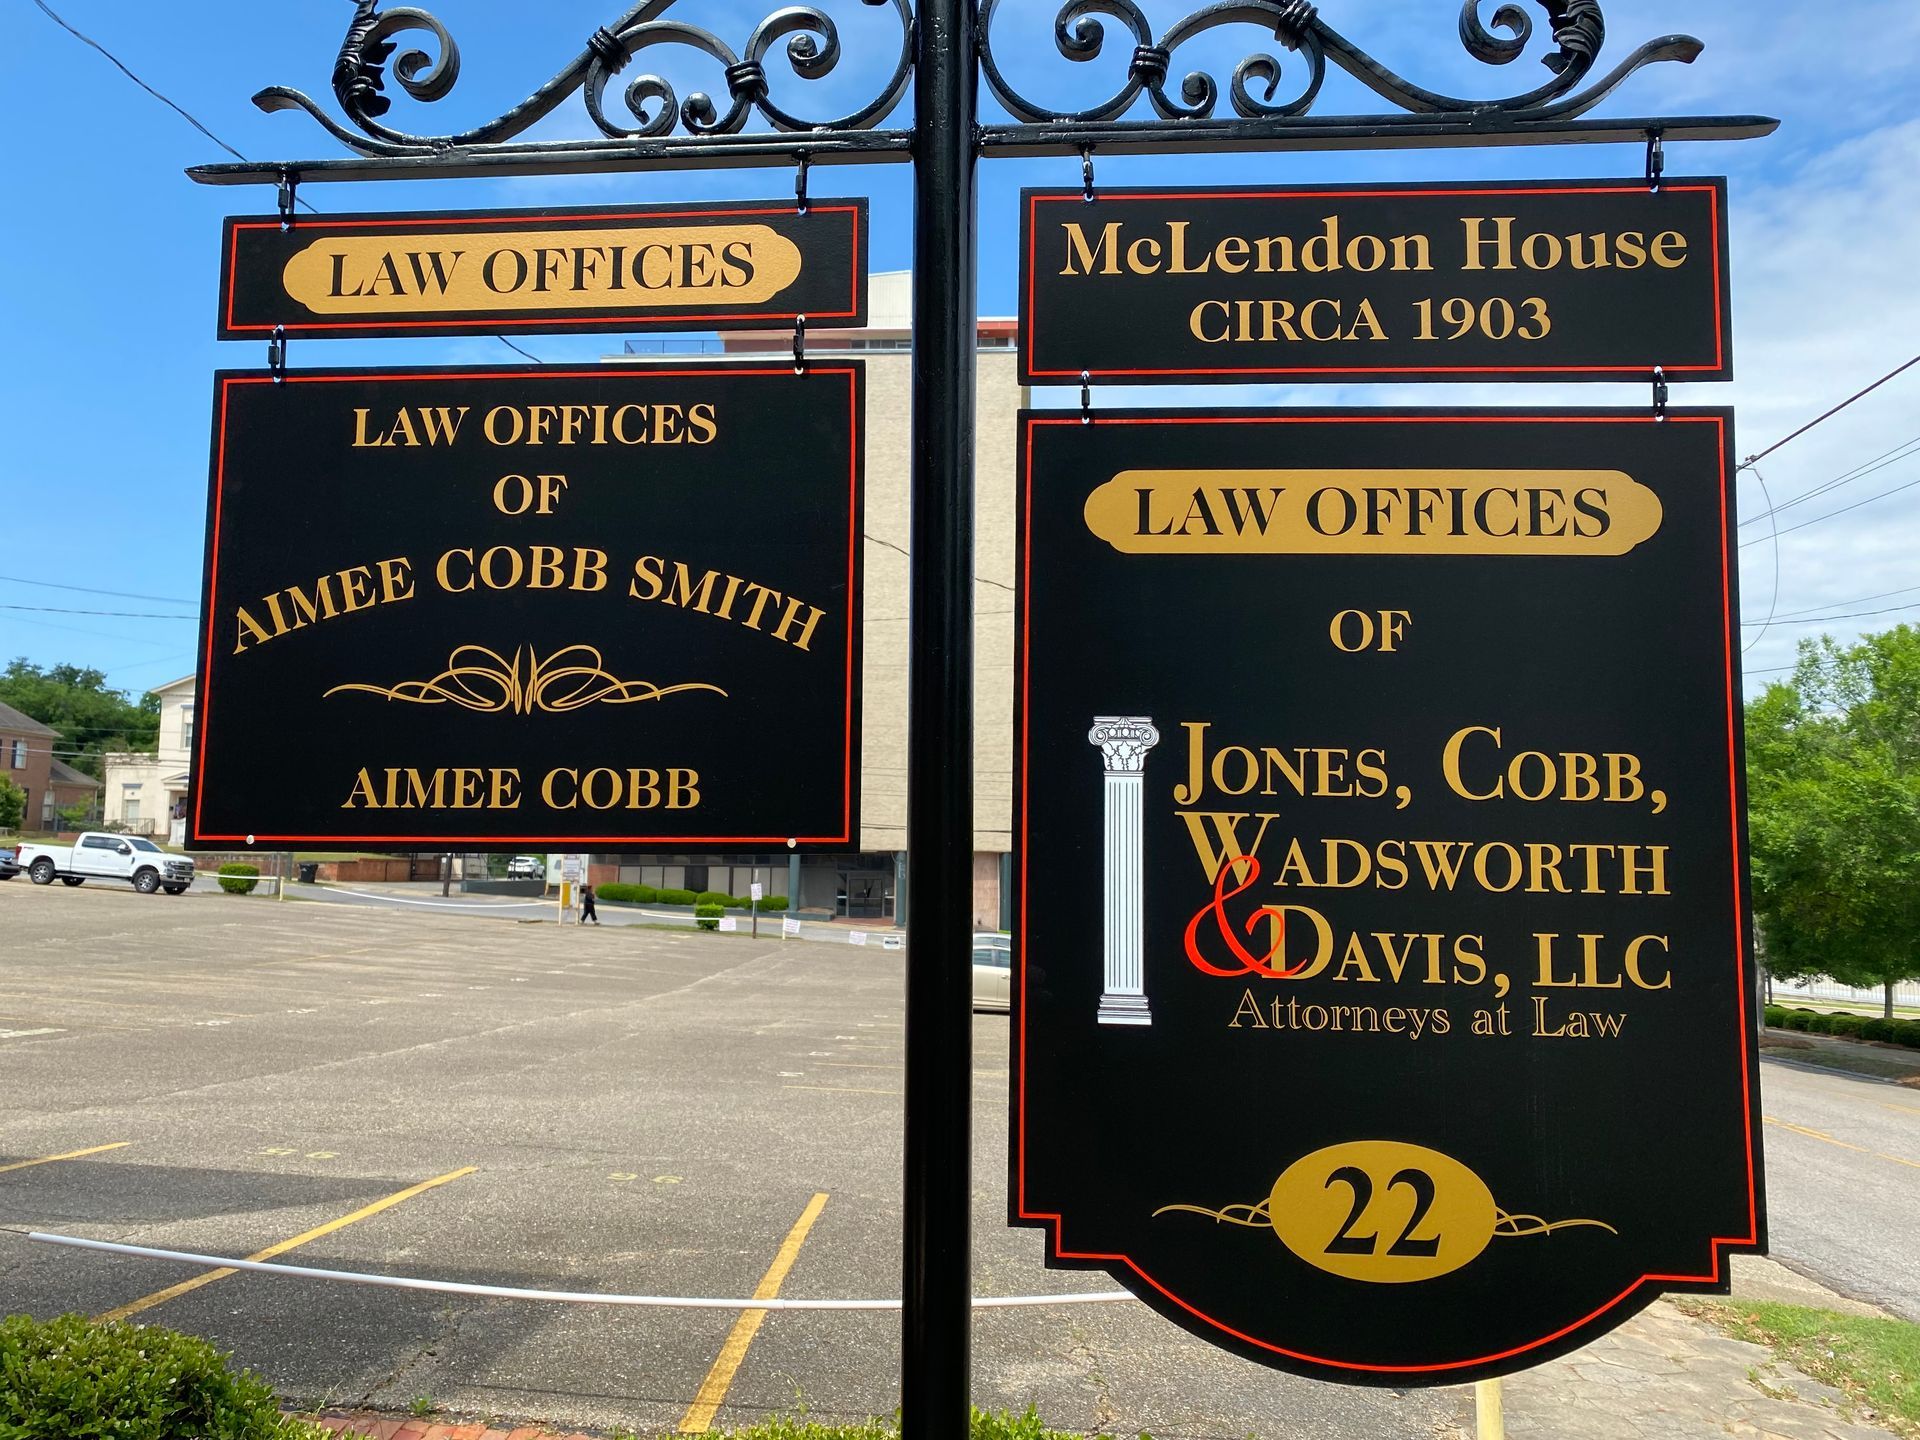 LAW OFFICES
LAW OFFICES
OF
AIMEE COBB SMITH
AIMEE COBB
McLendon House
CIRCA 1903
LAW OFFICES
OF
JONES, COBB,
WADSWORTH
& DAVIS, LLC
Attorneys at Law
22